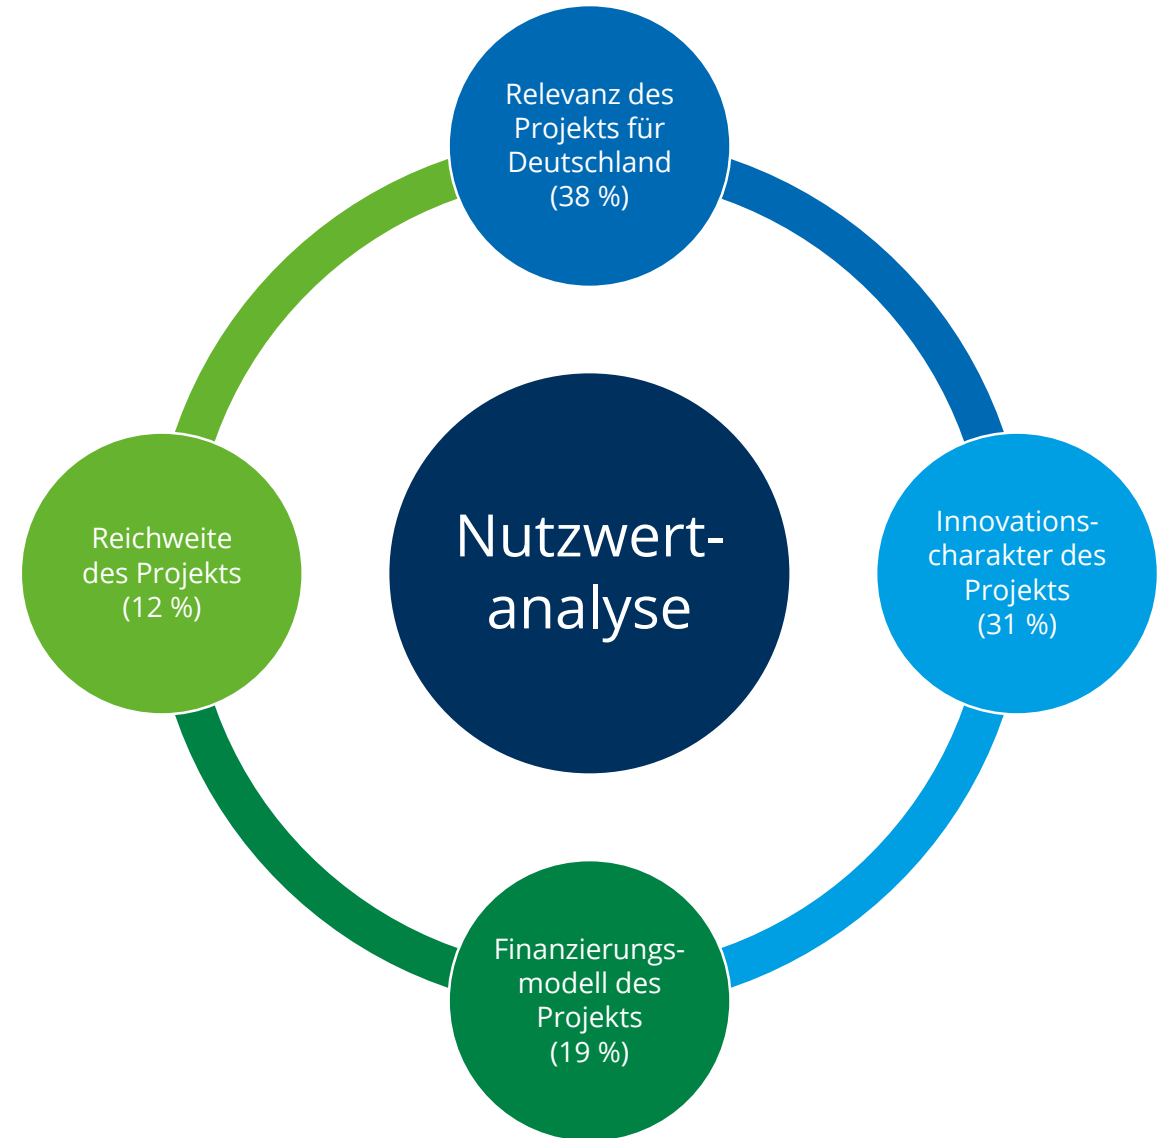 Relevanz des
Projekts für
Deutschland
(38 %)
Innovations-
charakter des
Projekts
(31 %)
Nutzwert-
analyse
Reichweite
des Projekts
(12 %)
Finanzierungs-
modell des
Projekts
(19 %)